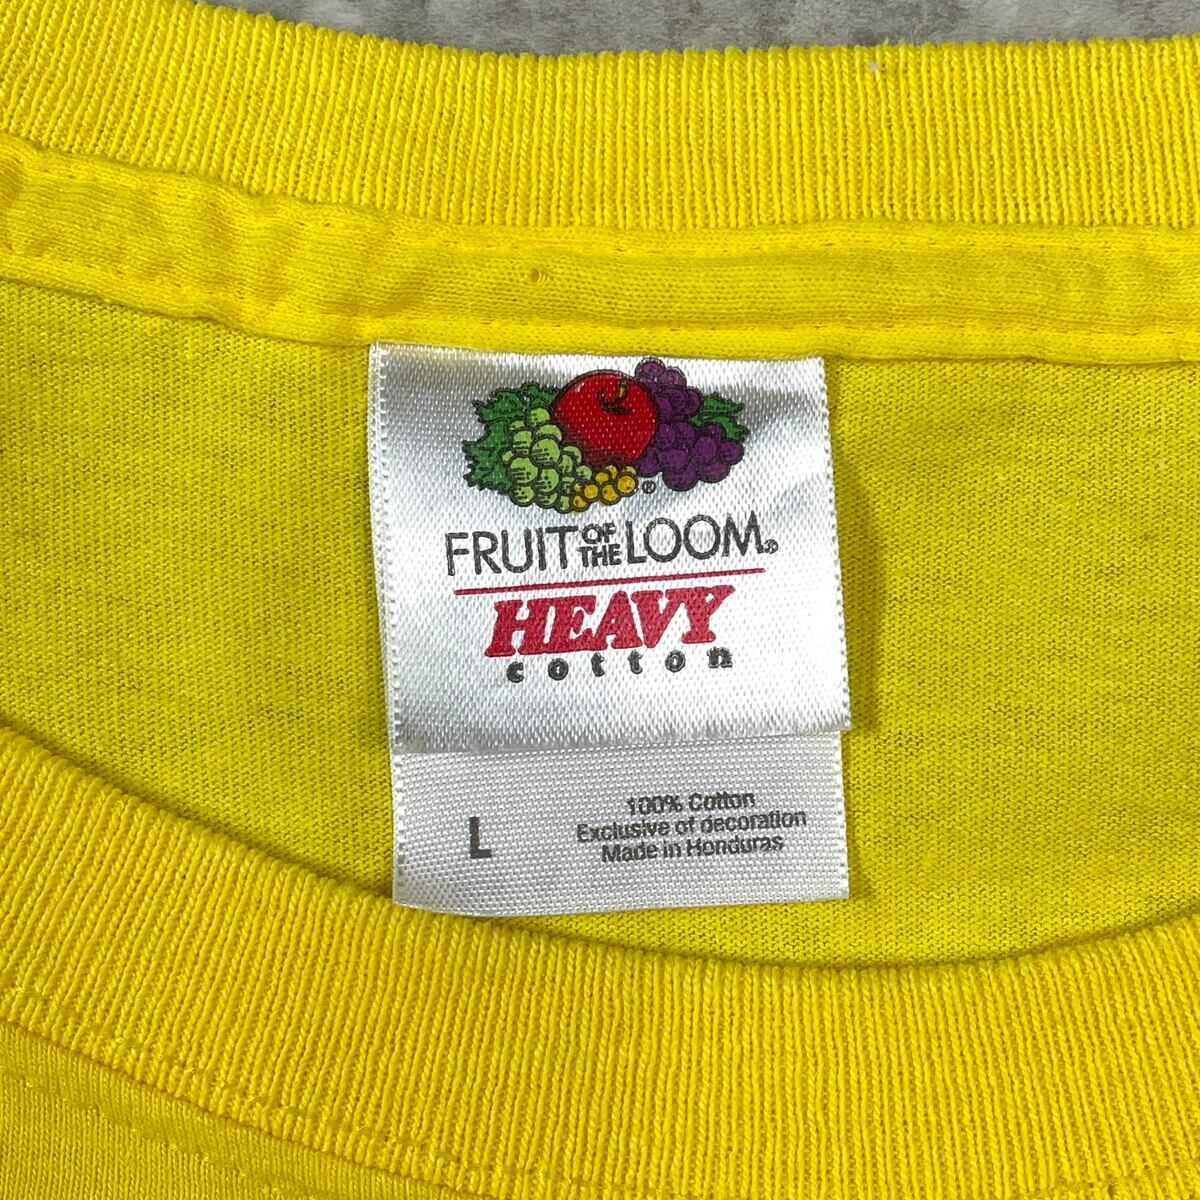 ®
FRUIT OF THE LOOM®
HEAVY
cotton
L
100% Cotton
Exclusive of decoration
Made in Honduras